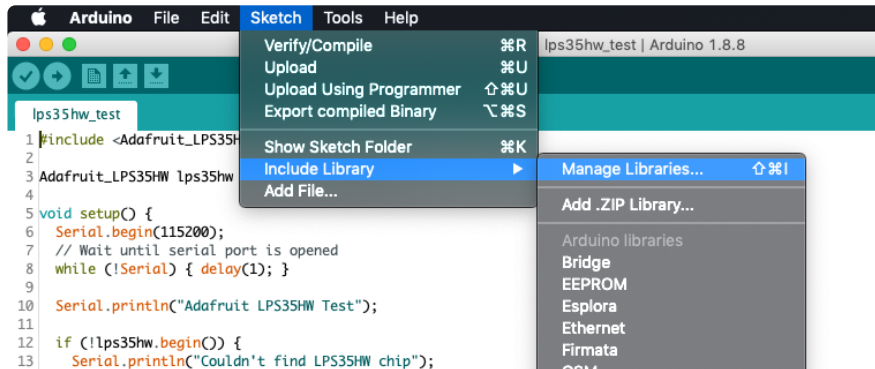 Arduino File Edit Sketch Tools Help
lps35hw_test | Arduino 1.8.8
Verify/Compile ⌘R
Upload ⌘U
Upload Using Programmer ⇧⌘U
Export compiled Binary ⌥⌘S
Show Sketch Folder ⌘K
Include Library ▶
Add File...
Manage Libraries... ⇧⌘I
Add .ZIP Library...
Arduino libraries
Bridge
EEPROM
Esplora
Ethernet
Firmata
GSM
lps35hw_test
1 #include <Adafruit_LPS35H
2
3 Adafruit_LPS35HW lps35hw
4
5 void setup() {
6 Serial.begin(115200);
7 // Wait until serial port is opened
8 while (!Serial) { delay(1); }
9
10 Serial.println("Adafruit LPS35HW Test");
11
12 if (!lps35hw.begin()) {
13 Serial.println("Couldn't find LPS35HW chip");